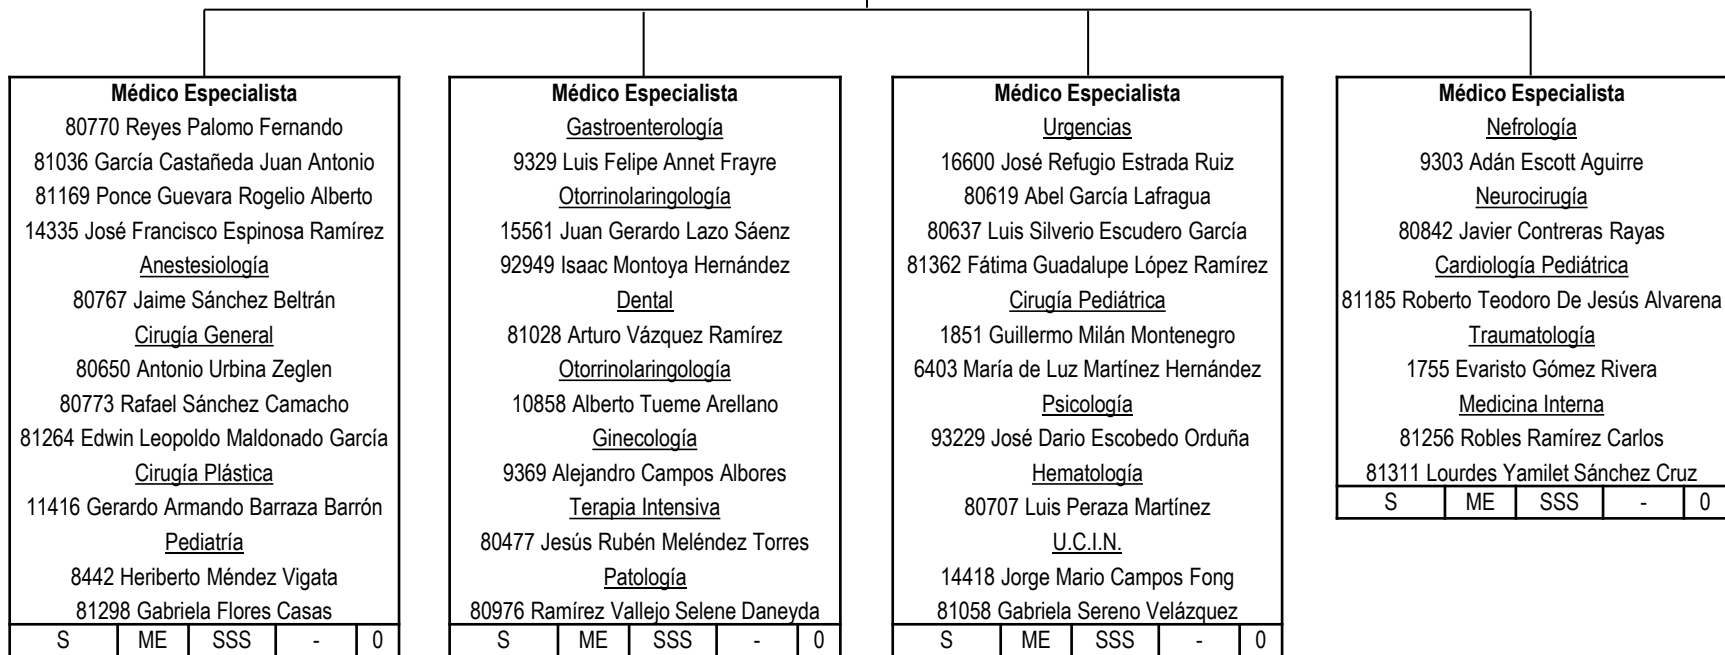 Médico Especialista
80770 Reyes Palomo Fernando
81036 García Castañeda Juan Antonio
81169 Ponce Guevara Rogelio Alberto
14335 José Francisco Espinosa Ramírez
Anestesiología
80767 Jaime Sánchez Beltrán
Cirugía General
80650 Antonio Urbina Zeglen
80773 Rafael Sánchez Camacho
81264 Edwin Leopoldo Maldonado García
Cirugía Plástica
11416 Gerardo Armando Barraza Barrón
Pediatría
8442 Heriberto Méndez Vigata
81298 Gabriela Flores Casas
S ME SSS - 0
Médico Especialista
Gastroenterología
9329 Luis Felipe Annet Frayre
Otorrinolaringología
15561 Juan Gerardo Lazo Sáenz
92949 Isaac Montoya Hernández
Dental
81028 Arturo Vázquez Ramírez
Otorrinolaringología
10858 Alberto Tueme Arellano
Ginecología
9369 Alejandro Campos Albores
Terapia Intensiva
80477 Jesús Rubén Meléndez Torres
Patología
80976 Ramírez Vallejo Selene Daneyda
S ME SSS - 0
Médico Especialista
Urgencias
16600 José Refugio Estrada Ruiz
80619 Abel García Lafragua
80637 Luis Silverio Escudero García
81362 Fátima Guadalupe López Ramírez
Cirugía Pediátrica
1851 Guillermo Milán Montenegro
6403 María de Luz Martínez Hernández
Psicología
93229 José Dario Escobedo Orduña
Hematología
80707 Luis Peraza Martínez
U.C.I.N.
14418 Jorge Mario Campos Fong
81058 Gabriela Sereno Velázquez
S ME SSS - 0
Médico Especialista
Nefrología
9303 Adán Escott Aguirre
Neurocirugía
80842 Javier Contreras Rayas
Cardiología Pediátrica
81185 Roberto Teodoro De Jesús Alvarena
Traumatología
1755 Evaristo Gómez Rivera
Medicina Interna
81256 Robles Ramírez Carlos
81311 Lourdes Yamilet Sánchez Cruz
S ME SSS - 0